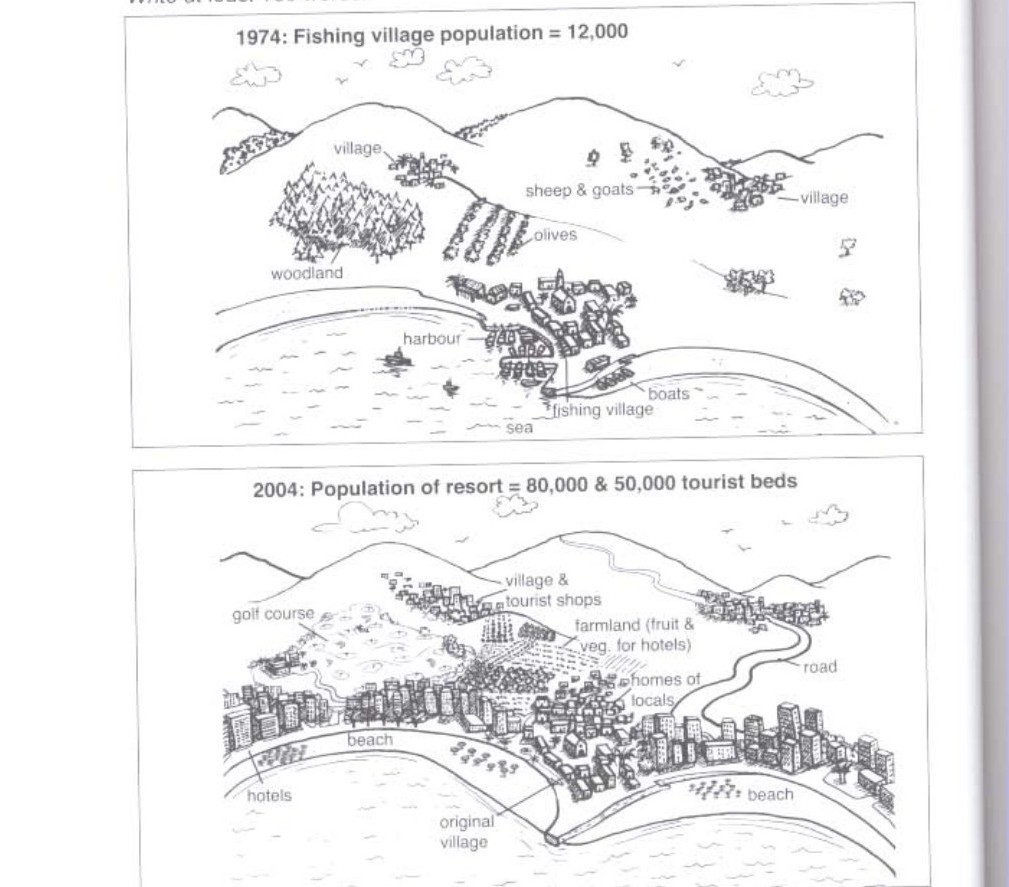 1974: Fishing village population = 12,000
village
sheep & goats
village
olives
woodland
harbour
boats
fishing village
sea
2004: Population of resort = 80,000 & 50,000 tourist beds
village &
tourist shops
golf course
farmland (fruit &
veg. for hotels)
road
homes of
locals
beach
hotels
beach
original
village